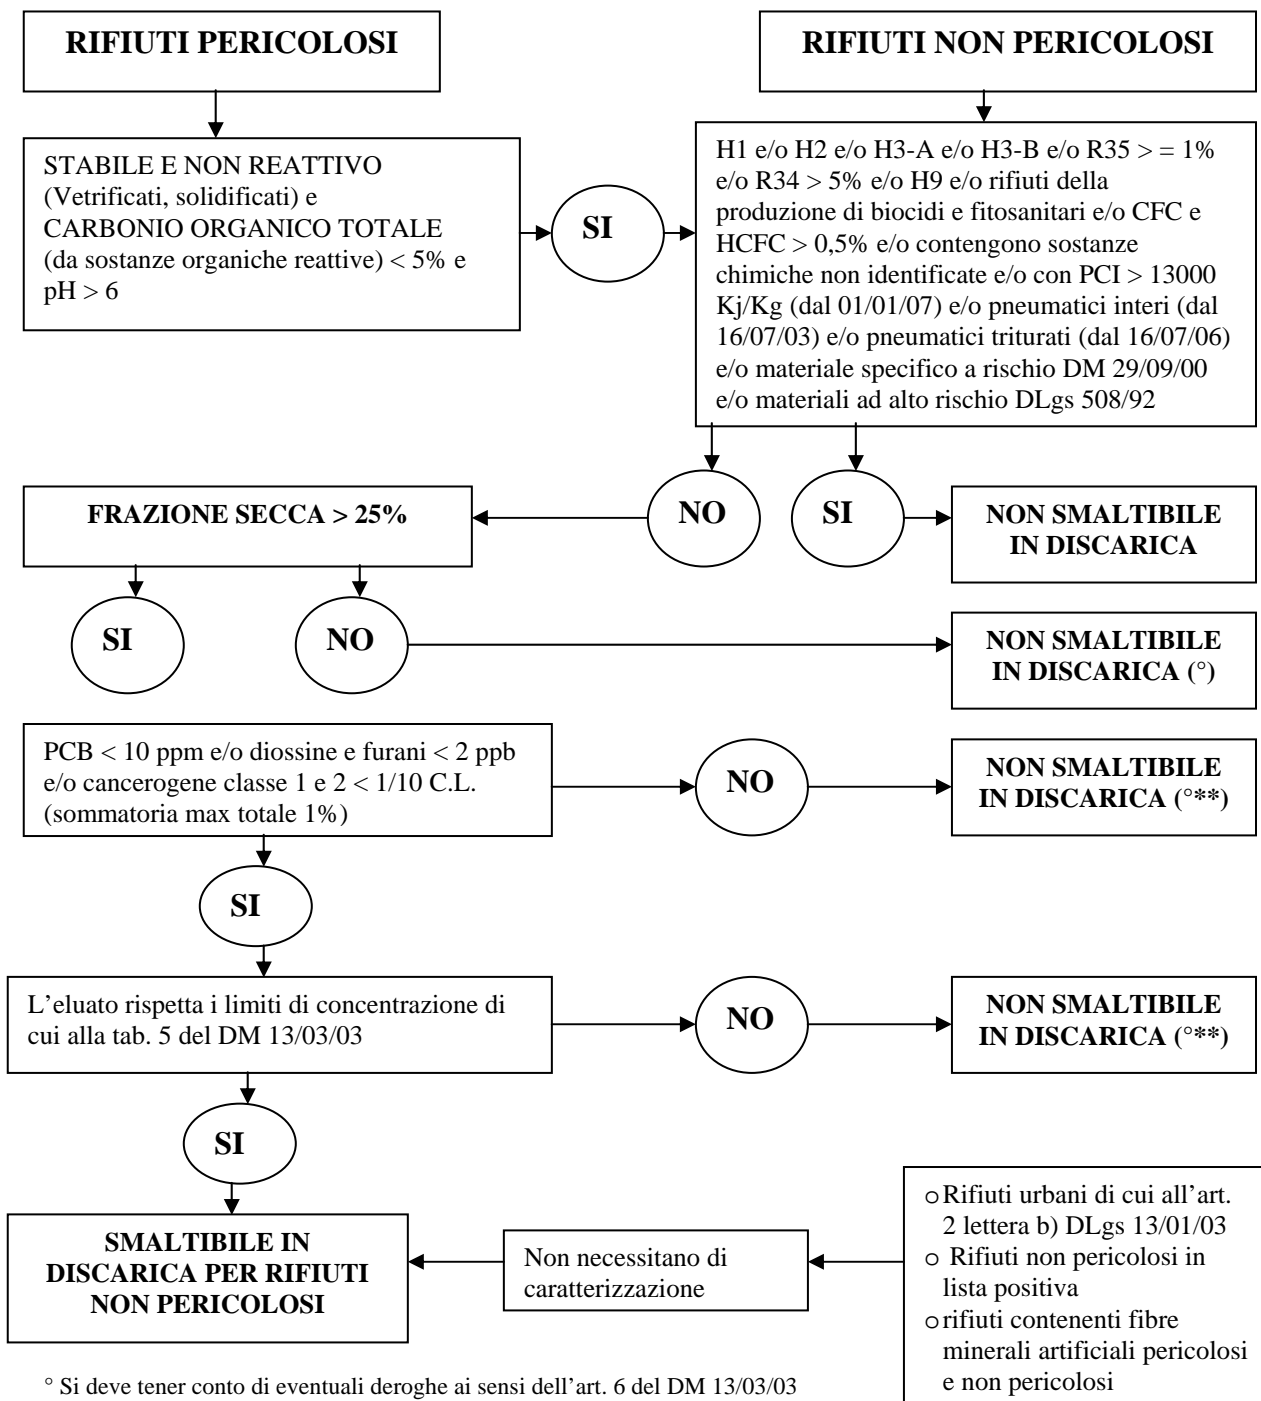 RIFIUTI PERICOLOSI
RIFIUTI NON PERICOLOSI
STABILE E NON REATTIVO
(Vetrificati, solidificati) e
CARBONIO ORGANICO TOTALE
(da sostanze organiche reattive) < 5% e
pH > 6
SI
H1 e/o H2 e/o H3-A e/o H3-B e/o R35 > = 1%
e/o R34 > 5% e/o H9 e/o rifiuti della
produzione di biocidi e fitosanitari e/o CFC e
HCFC > 0,5% e/o contengono sostanze
chimiche non identificate e/o con PCI > 13000
Kj/Kg (dal 01/01/07) e/o pneumatici interi (dal
16/07/03) e/o pneumatici triturati (dal 16/07/06)
e/o materiale specifico a rischio DM 29/09/00
e/o materiali ad alto rischio DLgs 508/92
FRAZIONE SECCA > 25%
NO
SI
NON SMALTIBILE
IN DISCARICA
SI
NO
NON SMALTIBILE
IN DISCARICA (°)
PCB < 10 ppm e/o diossine e furani < 2 ppb
e/o cancerogene classe 1 e 2 < 1/10 C.L.
(sommatoria max totale 1%)
NO
NON SMALTIBILE
IN DISCARICA (°**)
SI
L'eluato rispetta i limiti di concentrazione di
cui alla tab. 5 del DM 13/03/03
NO
NON SMALTIBILE
IN DISCARICA (°**)
SI
SMALTIBILE IN
DISCARICA PER RIFIUTI
NON PERICOLOSI
Non necessitano di
caratterizzazione
o Rifiuti urbani di cui all'art.
2 lettera b) DLgs 13/01/03
o Rifiuti non pericolosi in
lista positiva
o rifiuti contenenti fibre
minerali artificiali pericolosi
e non pericolosi
° Si deve tener conto di eventuali deroghe ai sensi dell'art. 6 del DM 13/03/03